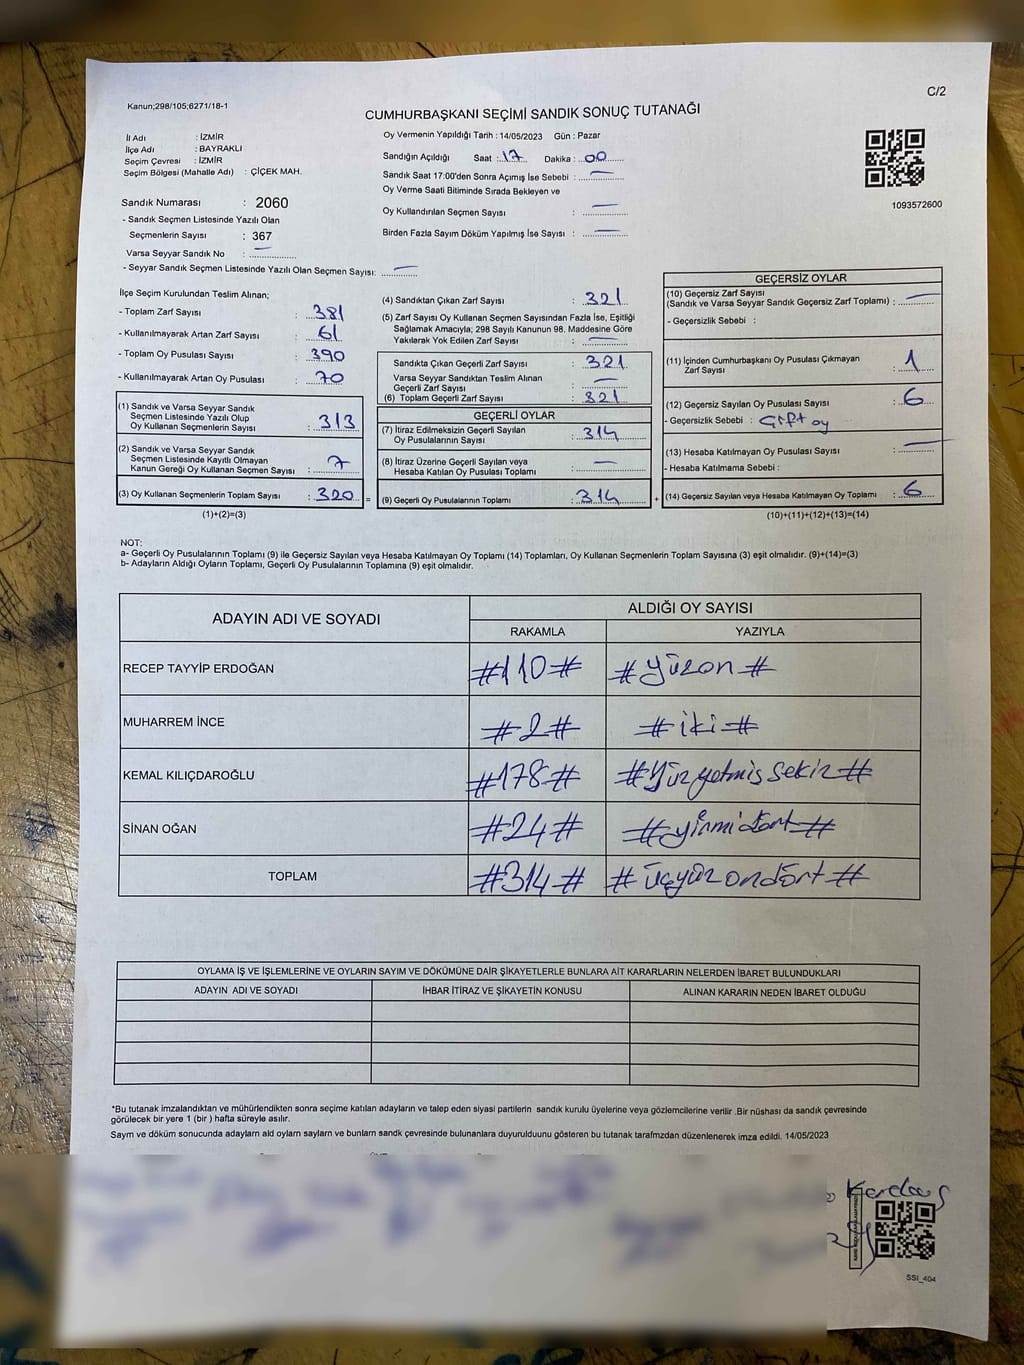 Kanun;298/105;6271/18-1
C/2
CUMHURBAŞKANI SEÇİMİ SANDIK SONUÇ TUTANAĞI
İl Adı : İZMİR
İlçe Adı : BAYRAKLI
Seçim Çevresi : İZMİR
Seçim Bölgesi (Mahalle Adı) : ÇİÇEK MAH.
Sandık Numarası : 2060
- Sandık Seçmen Listesinde Yazılı Olan
Seçmenlerin Sayısı : 367
Varsa Seyyar Sandık No : —
- Seyyar Sandık Seçmen Listesinde Yazılı Olan Seçmen Sayısı: —
Oy Vermenin Yapıldığı Tarih : 14/05/2023 Gün : Pazar
Sandığın Açıldığı Saat : 17 Dakika : 00
Sandık Saat 17:00'den Sonra Açımış İse Sebebi : —
Oy Verme Saati Bitiminde Sırada Bekleyen ve
Oy Kullandırılan Seçmen Sayısı : —
Birden Fazla Sayım Döküm Yapılmış İse Sayısı : —
1093572600
İlçe Seçim Kurulundan Teslim Alınan;
- Toplam Zarf Sayısı : 381
- Kullanılmayarak Artan Zarf Sayısı : 61
- Toplam Oy Pusulası Sayısı : 390
- Kullanılmayarak Artan Oy Pusulası : 70
(1) Sandık ve Varsa Seyyar Sandık
Seçmen Listesinde Yazılı Olup
Oy Kullanan Seçmenlerin Sayısı : 313
(2) Sandık ve Varsa Seyyar Sandık
Seçmen Listesinde Kayıtlı Olmayan
Kanun Gereği Oy Kullanan Seçmen Sayısı : 7
(3) Oy Kullanan Seçmenlerin Toplam Sayısı : 320 =
(1)+(2)=(3)
(4) Sandıktan Çıkan Zarf Sayısı : 321
(5) Zarf Sayısı Oy Kullanan Seçmen Sayısından Fazla İse, Eşitliği
Sağlamak Amacıyla; 298 Sayılı Kanunun 98. Maddesine Göre
Yakılarak Yok Edilen Zarf Sayısı : —
Sandıkta Çıkan Geçerli Zarf Sayısı : 321
Varsa Seyyar Sandıktan Teslim Alınan
Geçerli Zarf Sayısı : —
(6) Toplam Geçerli Zarf Sayısı : 321
GEÇERLİ OYLAR
(7) İtiraz Edilmeksizin Geçerli Sayılan
Oy Pusulalarının Sayısı : 314
(8) İtiraz Üzerine Geçerli Sayılan veya
Hesaba Katılan Oy Pusulası Toplamı : —
(9) Geçerli Oy Pusulalarının Toplamı : 314 +
GEÇERSİZ OYLAR
(10) Geçersiz Zarf Sayısı
(Sandık ve Varsa Seyyar Sandık Geçersiz Zarf Toplamı) : —
- Geçersizlik Sebebi :
(11) İçinden Cumhurbaşkanı Oy Pusulası Çıkmayan
Zarf Sayısı : 1
(12) Geçersiz Sayılan Oy Pusulası Sayısı : 6
- Geçersizlik Sebebi : Çift oy
(13) Hesaba Katılmayan Oy Pusulası Sayısı : —
- Hesaba Katılmama Sebebi :
(14) Geçersiz Sayılan veya Hesaba Katılmayan Oy Toplamı : 6
(10)+(11)+(12)+(13)=(14)
NOT:
a- Geçerli Oy Pusulalarının Toplamı (9) ile Geçersiz Sayılan veya Hesaba Katılmayan Oy Toplamı (14) Toplamları, Oy Kullanan Seçmenlerin Toplam Sayısına (3) eşit olmalıdır. (9)+(14)=(3)
b- Adayların Aldığı Oyların Toplamı, Geçerli Oy Pusulalarının Toplamına (9) eşit olmalıdır.
ADAYIN ADI VE SOYADI ALDIĞI OY SAYISI
RAKAMLA YAZIYLA
RECEP TAYYİP ERDOĞAN #110# #yüzon#
MUHARREM İNCE #2# #iki#
KEMAL KILIÇDAROĞLU #178# #Yüzyetmiş sekiz#
SİNAN OĞAN #24# #yirmidört#
TOPLAM #314# #üçyüzondört#
OYLAMA İŞ VE İŞLEMLERİNE VE OYLARIN SAYIM VE DÖKÜMÜNE DAİR ŞİKAYETLERLE BUNLARA AİT KARARLARIN NELERDEN İBARET BULUNDUKLARI
ADAYIN ADI VE SOYADI İHBAR İTİRAZ VE ŞİKAYETİN KONUSU ALINAN KARARIN NEDEN İBARET OLDUĞU
*Bu tutanak imzalandıktan ve mühürlendikten sonra seçime katılan adayların ve talep eden siyasi partilerin sandık kurulu üyelerine veya gözlemcilerine verilir .Bir nüshası da sandık çevresinde
görülecek bir yere 1 (bir ) hafta süreyle asılır.
Saym ve döküm sonucunda adaylarn ald oylarn saylarn ve bunlarn sandk çevresinde bulunanlara duyurulduunu gösteren bu tutanak tarafmzdan düzenlenerek imza edildi. 14/05/2023
SSI_404